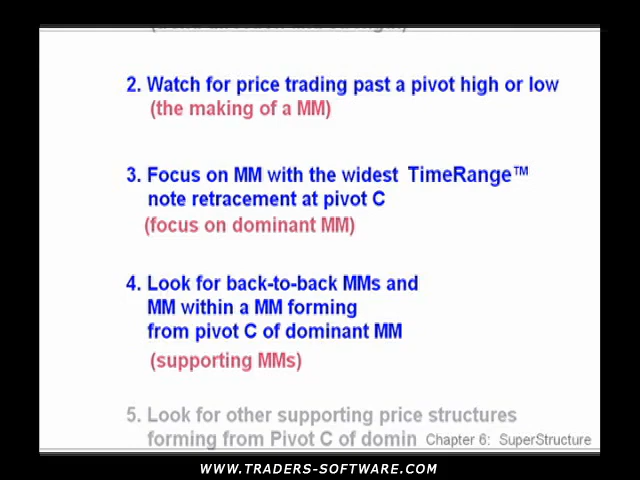 2. Watch for price trading past a pivot high or low
(the making of a MM)
3. Focus on MM with the widest TimeRange™
note retracement at pivot C
(focus on dominant MM)
4. Look for back-to-back MMs and
MM within a MM forming
from pivot C of dominant MM
(supporting MMs)
5. Look for other supporting price structures
forming from Pivot C of domin
Chapter 6: SuperStructure
WWW.TRADERS-SOFTWARE.COM